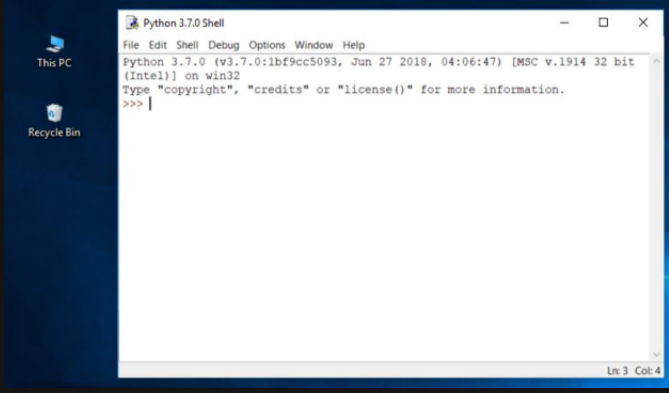 This PC
Recycle Bin
Python 3.7.0 Shell
File Edit Shell Debug Options Window Help
Python 3.7.0 (v3.7.0:1bf9cc5093, Jun 27 2018, 04:06:47) [MSC v.1914 32 bit
(Intel)] on win32
Type "copyright", "credits" or "license()" for more information.
>>>
Ln: 3 Col: 4